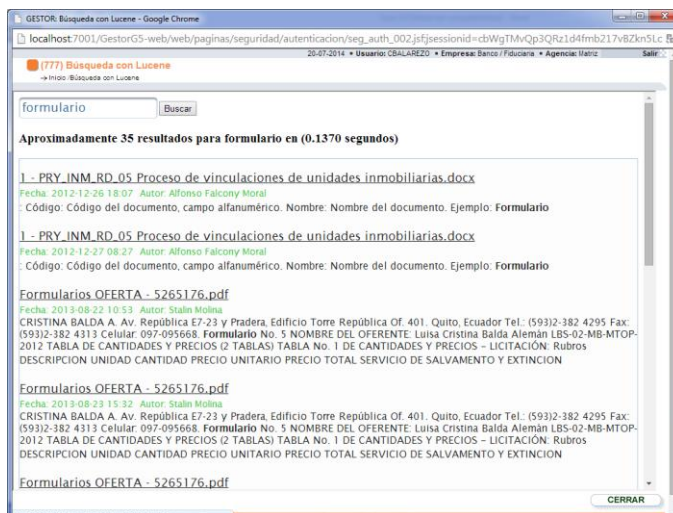 GESTOR: Búsqueda con Lucene - Google Chrome
localhost:7001/GestorG5-web/web/paginas/seguridad/autenticacion/seg_auth_002.jsf;jsessionid=cbWgTMvQp3QRz1d4fmb217vBZkn5Lc
20-07-2014 • Usuario: CBALAREZO • Empresa: Banco / Fiduciaria • Agencia: Matriz Salir
(777) Búsqueda con Lucene
Inicio /Búsqueda con Lucene
formulario Buscar
Aproximadamente 35 resultados para formulario en (0.1370 segundos)
1 - PRY_INM_RD_05 Proceso de vinculaciones de unidades inmobiliarias.docx
Fecha: 2012-12-26 18:07 Autor: Alfonso Falcony Moral
: Código: Código del documento, campo alfanumérico. Nombre: Nombre del documento. Ejemplo: Formulario
1 - PRY_INM_RD_05 Proceso de vinculaciones de unidades inmobiliarias.docx
Fecha: 2012-12-27 08:27 Autor: Alfonso Falcony Moral
: Código: Código del documento, campo alfanumérico. Nombre: Nombre del documento. Ejemplo: Formulario
Formularios OFERTA - 5265176.pdf
Fecha: 2013-08-22 10:53 Autor: Stalin Molina
CRISTINA BALDA A. Av. República E7-23 y Pradera, Edificio Torre República Of. 401. Quito, Ecuador Tel.: (593)2-382 4295 Fax:
(593)2-382 4313 Celular: 097-095668. Formulario No. 5 NOMBRE DEL OFERENTE: Luisa Cristina Balda Alemán LBS-02-MB-MTOP-
2012 TABLA DE CANTIDADES Y PRECIOS (2 TABLAS) TABLA No. 1 DE CANTIDADES Y PRECIOS – LICITACIÓN: Rubros
DESCRIPCION UNIDAD CANTIDAD PRECIO UNITARIO PRECIO TOTAL SERVICIO DE SALVAMENTO Y EXTINCION
Formularios OFERTA - 5265176.pdf
Fecha: 2013-08-23 15:32 Autor: Stalin Molina
CRISTINA BALDA A. Av. República E7-23 y Pradera, Edificio Torre República Of. 401. Quito, Ecuador Tel.: (593)2-382 4295 Fax:
(593)2-382 4313 Celular: 097-095668. Formulario No. 5 NOMBRE DEL OFERENTE: Luisa Cristina Balda Alemán LBS-02-MB-MTOP-
2012 TABLA DE CANTIDADES Y PRECIOS (2 TABLAS) TABLA No. 1 DE CANTIDADES Y PRECIOS – LICITACIÓN: Rubros
DESCRIPCION UNIDAD CANTIDAD PRECIO UNITARIO PRECIO TOTAL SERVICIO DE SALVAMENTO Y EXTINCION
Formularios OFERTA - 5265176.pdf
CERRAR